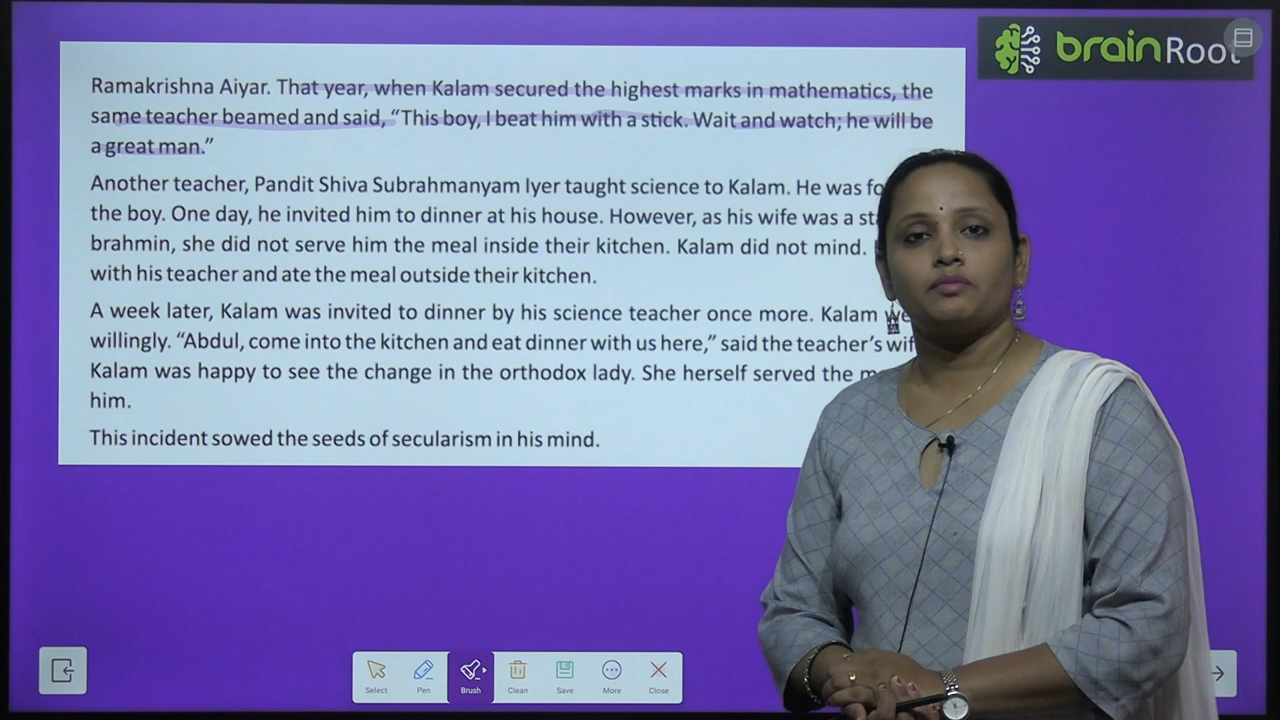 brainRoot
Ramakrishna Aiyar. That year, when Kalam secured the highest marks in mathematics, the
same teacher beamed and said, “This boy, I beat him with a stick. Wait and watch; he will be
a great man.”
Another teacher, Pandit Shiva Subrahmanyam Iyer taught science to Kalam. He was
the boy. One day, he invited him to dinner at his house. However, as his wife was a
brahmin, she did not serve him the meal inside their kitchen. Kalam did not mind.
with his teacher and ate the meal outside their kitchen.
A week later, Kalam was invited to dinner by his science teacher once more. Kalam
willingly. “Abdul, come into the kitchen and eat dinner with us here,” said the teacher’s
Kalam was happy to see the change in the orthodox lady. She herself served the
him.
This incident sowed the seeds of secularism in his mind.
Select Pen Brush Clean Save More Close